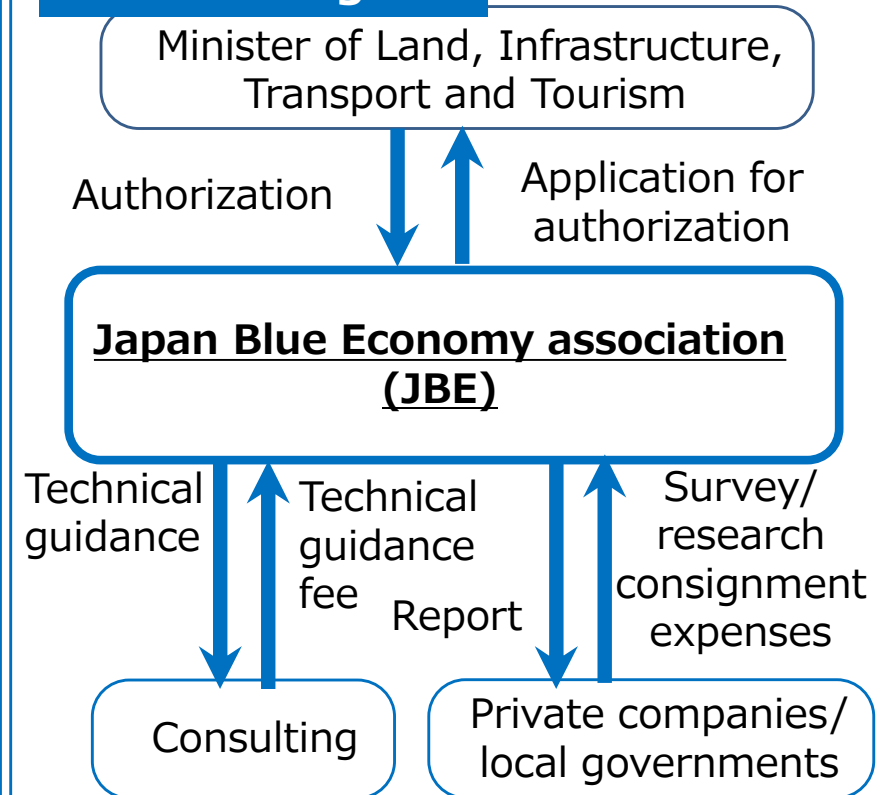 Minister of Land, Infrastructure,
Transport and Tourism
Authorization
Application for
authorization
Japan Blue Economy association
(JBE)
Technical
guidance
Technical
guidance
fee
Report
Survey/
research
consignment
expenses
Consulting
Private companies/
local governments